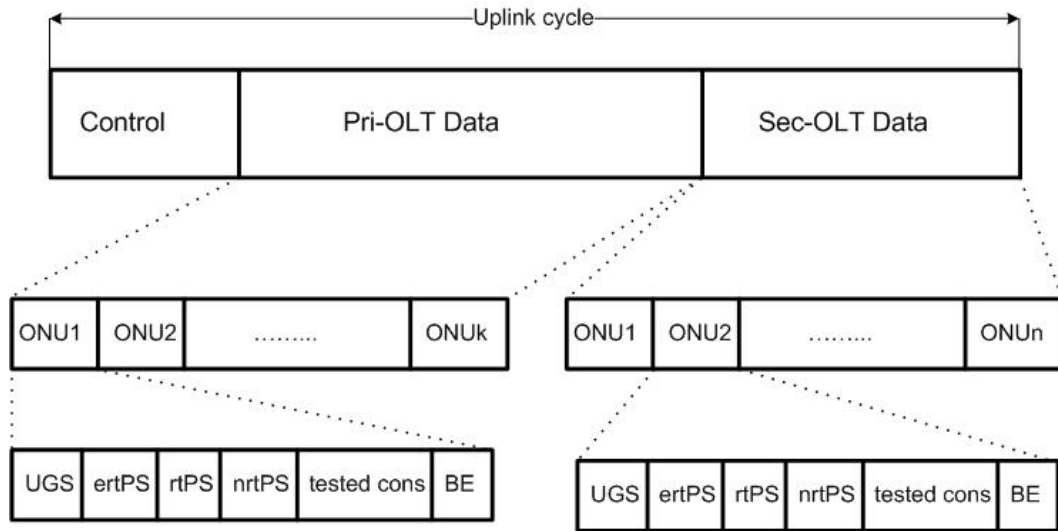 Uplink cycle
Control Pri-OLT Data Sec-OLT Data
ONU1 ONU2 ......... ONUk ONU1 ONU2 ......... ONUn
UGS ertPS rtPS nrtPS tested cons BE UGS ertPS rtPS nrtPS tested cons BE